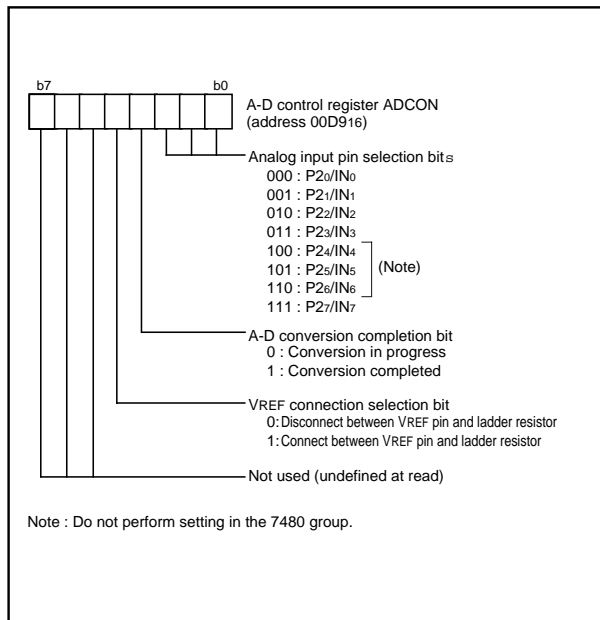 b7 b0
A-D control register ADCON
(address 00D916)
Analog input pin selection bits
000 : P20/IN0
001 : P21/IN1
010 : P22/IN2
011 : P23/IN3
100 : P24/IN4
101 : P25/IN5
(Note)
110 : P26/IN6
111 : P27/IN7
A-D conversion completion bit
0 : Conversion in progress
1 : Conversion completed
VREF connection selection bit
0: Disconnect between VREF pin and ladder resistor
1: Connect between VREF pin and ladder resistor
Not used (undefined at read)
Note : Do not perform setting in the 7480 group.